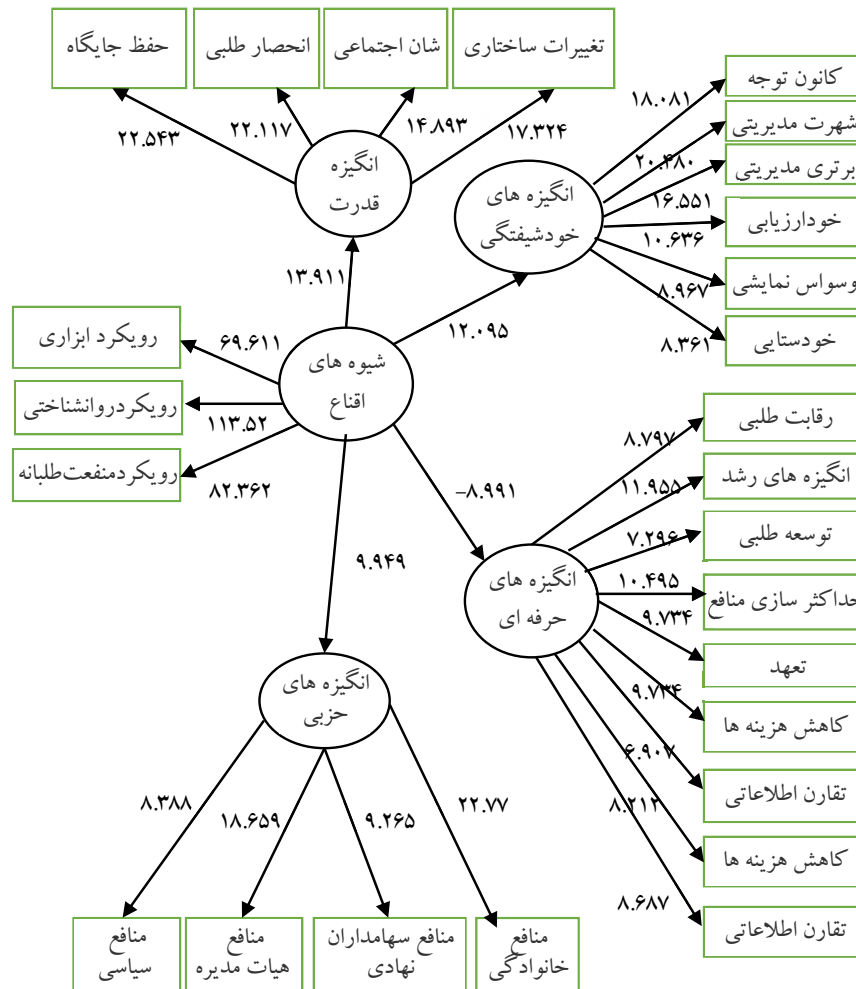 حفظ جایگاه
انحصار طلبی
شان اجتماعی
تغییرات ساختاری
۲۲.۵۴۳
۲۲.۱۱۷
۱۴.۸۹۳
۱۷.۳۲۴
انگیزه
قدرت
۱۳.۹۱۱
کانون توجه
شهرت مدیریتی
برتری مدیریتی
خودارزیابی
وسواس نمایشی
خودستایی
۱۸.۰۸۱
۲۰.۴۸۰
۱۶.۵۵۱
۱۰.۶۳۶
۸.۹۶۷
۸.۳۶۱
انگیزه های
خودشیفتگی
۱۲.۰۹۵
شیوه های
اقناع
رویکرد ابزاری
رویکردروانشناختی
رویکردمنفعت‌طلبانه
۶۹.۶۱۱
۱۱۳.۵۲
۸۲.۳۶۲
–۸.۹۹۱
۹.۹۴۹
انگیزه های
حرفه ای
رقابت طلبی
انگیزه های رشد
توسعه طلبی
حداکثر سازی منافع
تعهد
کاهش هزینه ها
تقارن اطلاعاتی
کاهش هزینه ها
تقارن اطلاعاتی
۸.۷۹۷
۱۱.۹۵۵
۷.۲۹۶
۱۰.۴۹۵
۹.۷۳۴
۹.۷۳۴
۶.۹۰۷
۸.۲۱۲
۸.۶۸۷
انگیزه های
حزبی
۸.۳۸۸
۱۸.۶۵۹
۹.۲۶۵
۲۲.۷۷
منافع
سیاسی
منافع
هیات مدیره
منافع سهامداران
نهادی
منافع
خانوادگی